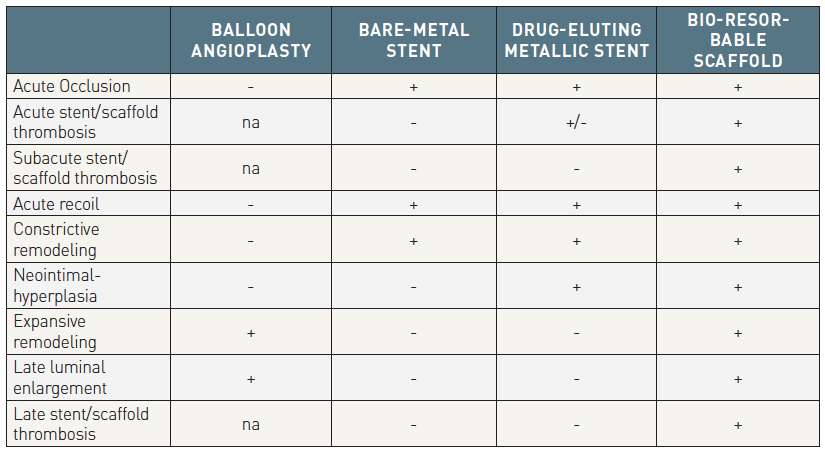 BALLOON ANGIOPLASTY BARE-METAL STENT DRUG-ELUTING METALLIC STENT BIO-RESOR-BABLE SCAFFOLD
Acute Occlusion - + + +
Acute stent/scaffold thrombosis na - +/- +
Subacute stent/ scaffold thrombosis na - - +
Acute recoil - + + +
Constrictive remodeling - + + +
Neointimal-hyperplasia - - + +
Expansive remodeling + - - +
Late luminal enlargement + - - +
Late stent/scaffold thrombosis na - - +